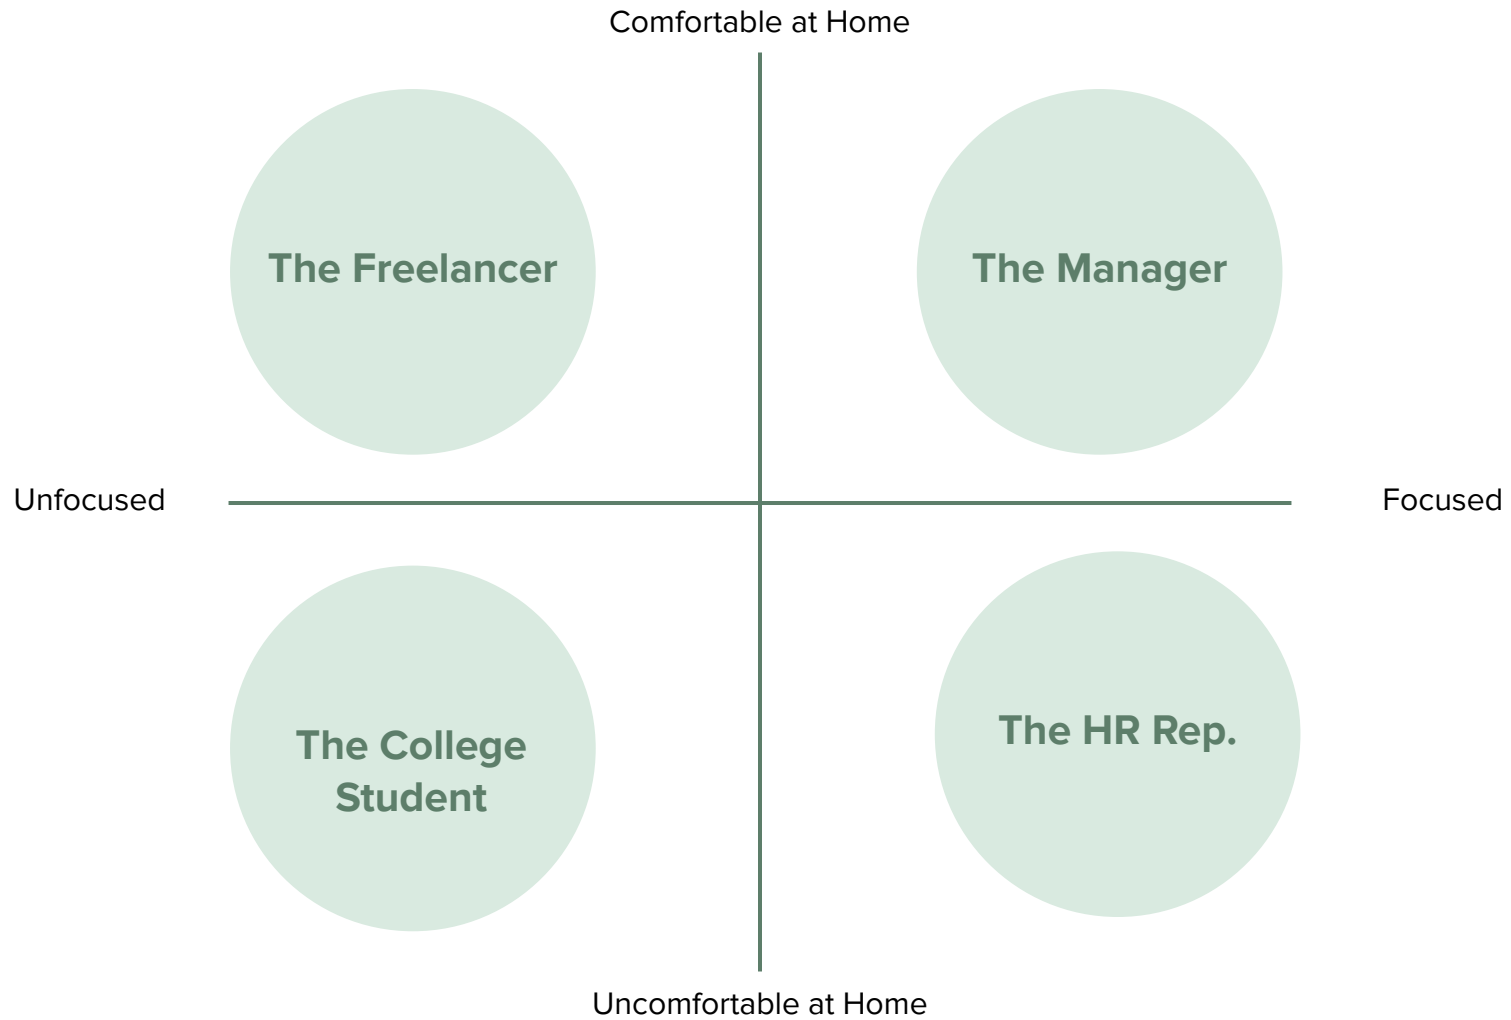 Comfortable at Home
The Freelancer
The Manager
Unfocused
Focused
The College
Student
The HR Rep.
Uncomfortable at Home